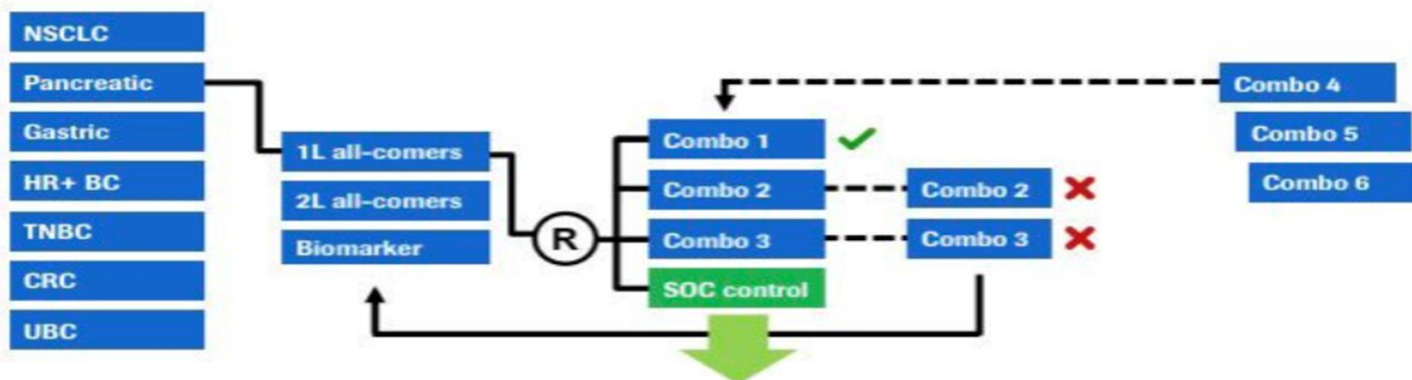 NSCLC
Pancreatic
Gastric
HR+ BC
TNBC
CRC
UBC
1L all-comers
2L all-comers
Biomarker
R
Combo 1
Combo 2
Combo 3
SOC control
Combo 2
Combo 3
Combo 4
Combo 5
Combo 6